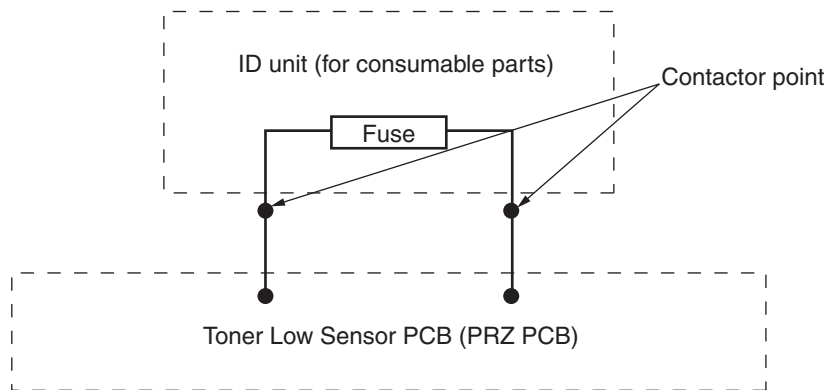 ID unit (for consumable parts)
Contactor point
Fuse
Toner Low Sensor PCB (PRZ PCB)